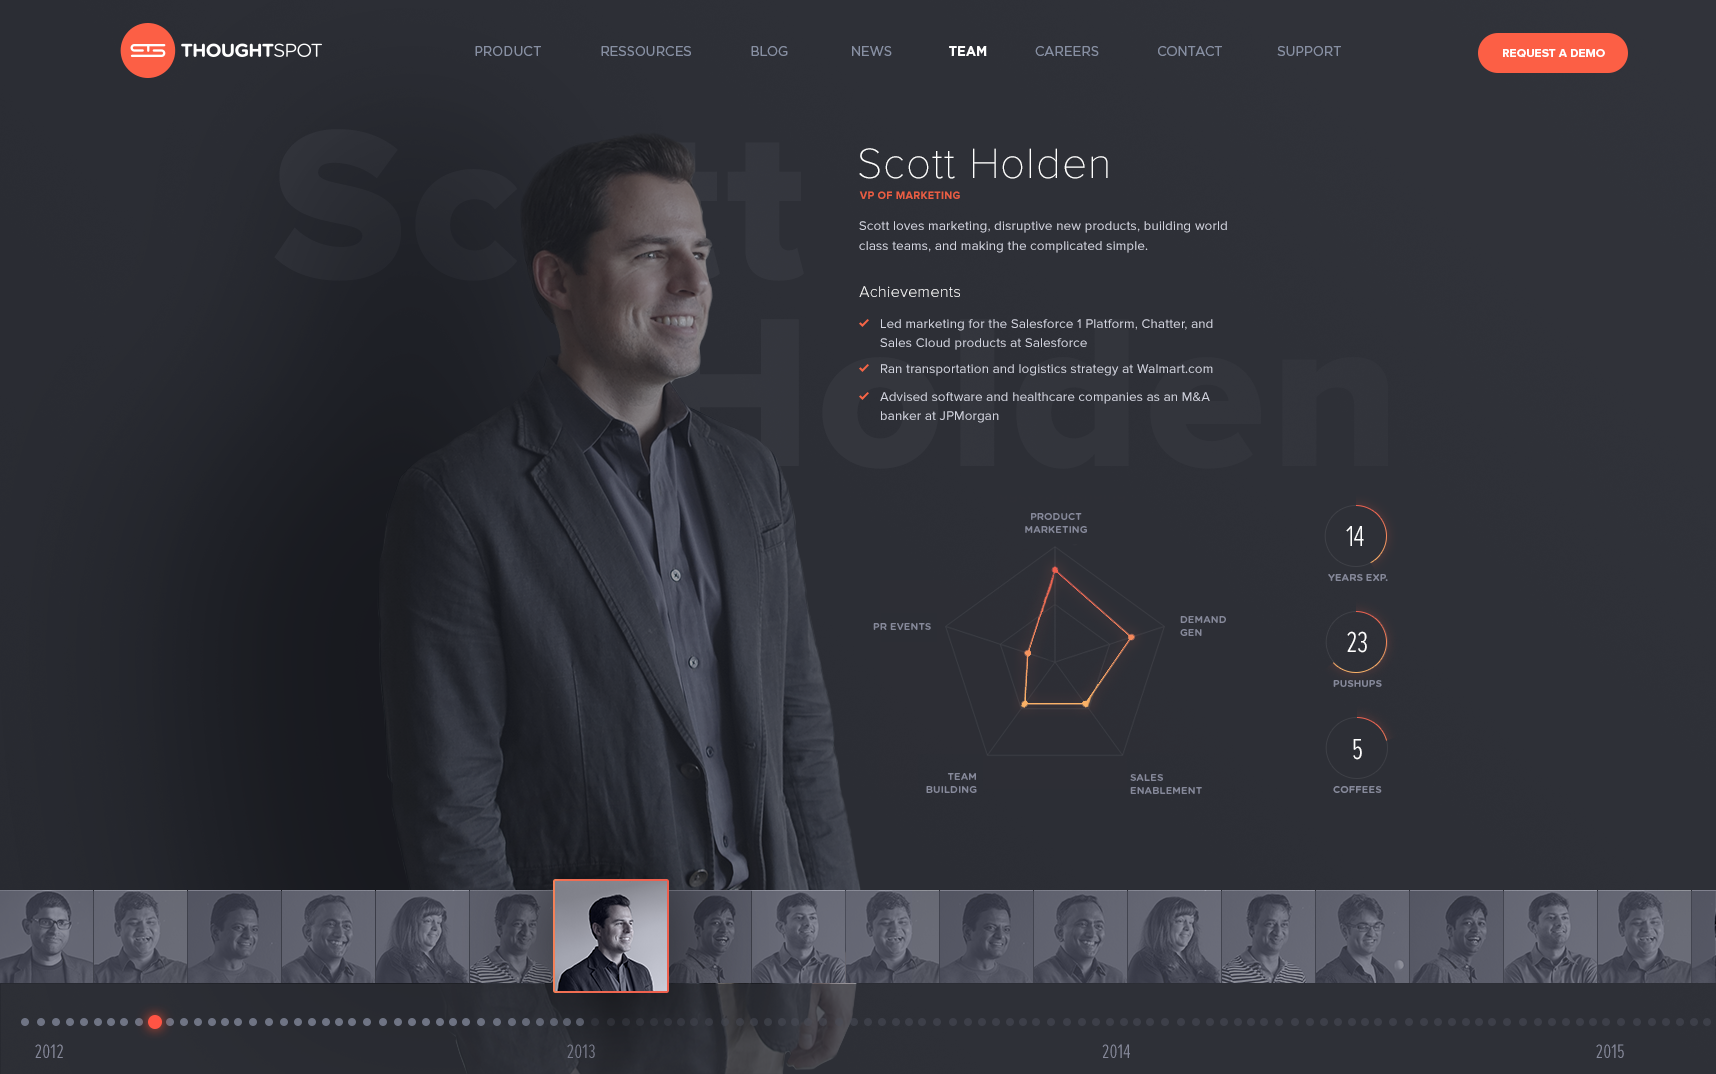 THOUGHTSPOT
PRODUCT
RESSOURCES
BLOG
NEWS
TEAM
CAREERS
CONTACT
SUPPORT
REQUEST A DEMO
Scott
Holden
Scott Holden
VP OF MARKETING
Scott loves marketing, disruptive new products, building world
class teams, and making the complicated simple.
Achievements
Led marketing for the Salesforce 1 Platform, Chatter, and
Sales Cloud products at Salesforce
Ran transportation and logistics strategy at Walmart.com
Advised software and healthcare companies as an M&A
banker at JPMorgan
PRODUCT
MARKETING
PR EVENTS
DEMAND
GEN
TEAM
BUILDING
SALES
ENABLEMENT
14
YEARS EXP.
23
PUSHUPS
5
COFFEES
2012
2013
2014
2015